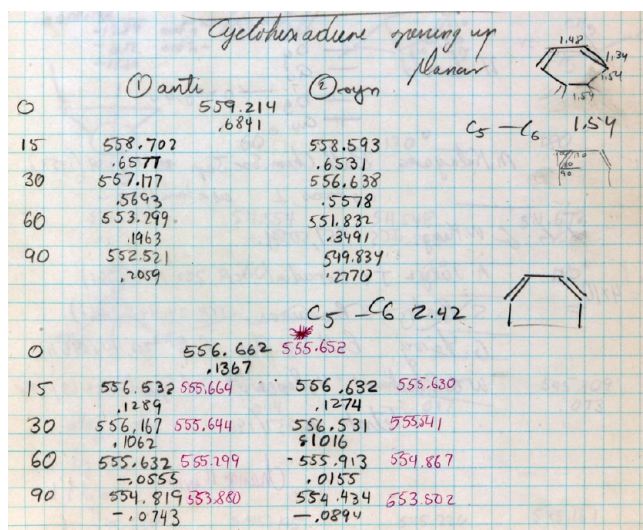 Cyclohexadiene opening up
planar
1.48
1.34
1.54
1.54
① anti ② syn
0 559.214
.6841
C5 - C6 1.54
15 558.702 558.593
.6577 .6531
30 557.177 556.638
.5693 .5578
90
60 553.299 551.832
.1963 .3491
90 552.521 549.834
.2059 .2770
C5 - C6 2.42
0 556.662 555.652
.1367
15 556.532 555.664 556.632 555.630
.1289 .1274
30 556,167 555.644 556.531 555541
.1062 1016
60 555.632 555.299 -555.913 554.867
-.0555 .0155
90 554.819 553.880 554.434 553.502
-.0743 -.0894